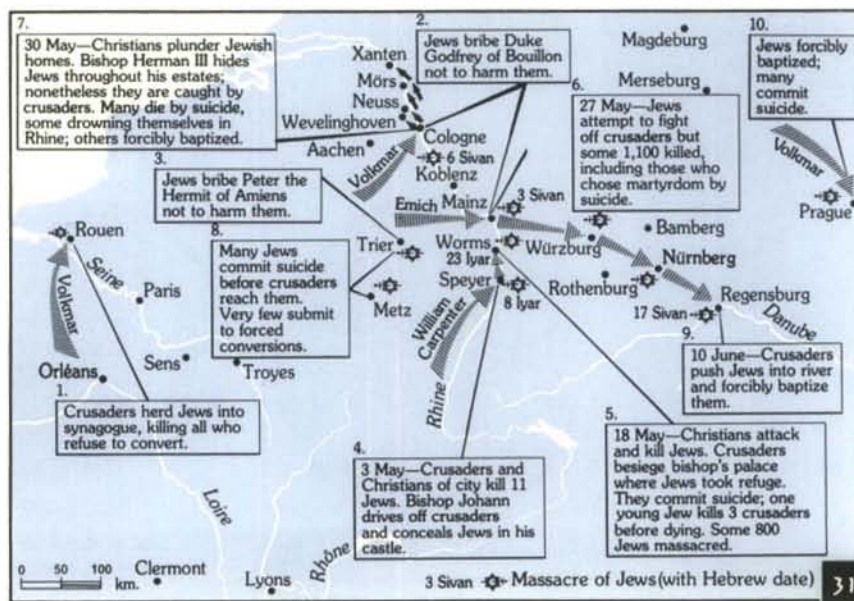 7.
30 May—Christians plunder Jewish
homes. Bishop Herman III hides
Jews throughout his estates;
nonetheless they are caught by
crusaders. Many die by suicide,
some drowning themselves in
Rhine; others forcibly baptized.
2.
Jews bribe Duke
Godfrey of Bouillon
not to harm them.
10.
Jews forcibly
baptized;
many
commit
suicide.
6.
27 May—Jews
attempt to fight
off crusaders but
some 1,100 killed,
including those who
chose martyrdom by
suicide.
3.
Jews bribe Peter the
Hermit of Amiens
not to harm them.
8.
Many Jews
commit suicide
before crusaders
reach them.
Very few submit
to forced
conversions.
1.
Crusaders herd Jews into
synagogue, killing all who
refuse to convert.
4.
3 May—Crusaders and
Christians of city kill 11
Jews. Bishop Johann
drives off crusaders
and conceals Jews in his
castle.
5.
18 May—Christians attack
and kill Jews. Crusaders
besiege bishop's palace
where Jews took refuge.
They commit suicide; one
young Jew kills 3 crusaders
before dying. Some 800
Jews massacred.
9.
10 June—Crusaders
push Jews into river
and forcibly baptize
them.
Xanten
Mörs
Neuss
Wevelinghoven
Cologne
Aachen
6 Sivan
Koblenz
Volkmar
Magdeburg
Merseburg
Volkmar
Prague
Emich
Mainz
3 Sivan
Trier
Worms
23 Iyar
Würzburg
Bamberg
Nürnberg
Speyer
8 Iyar
Rothenburg
17 Sivan
Regensburg
Danube
Metz
William
Carpenter
Rhine
Rouen
Seine
Volkmar
Paris
Sens
Orléans
Troyes
Loire
Rhône
Clermont
Lyons
0 50 100
km.
3 Sivan Massacre of Jews (with Hebrew date)
31